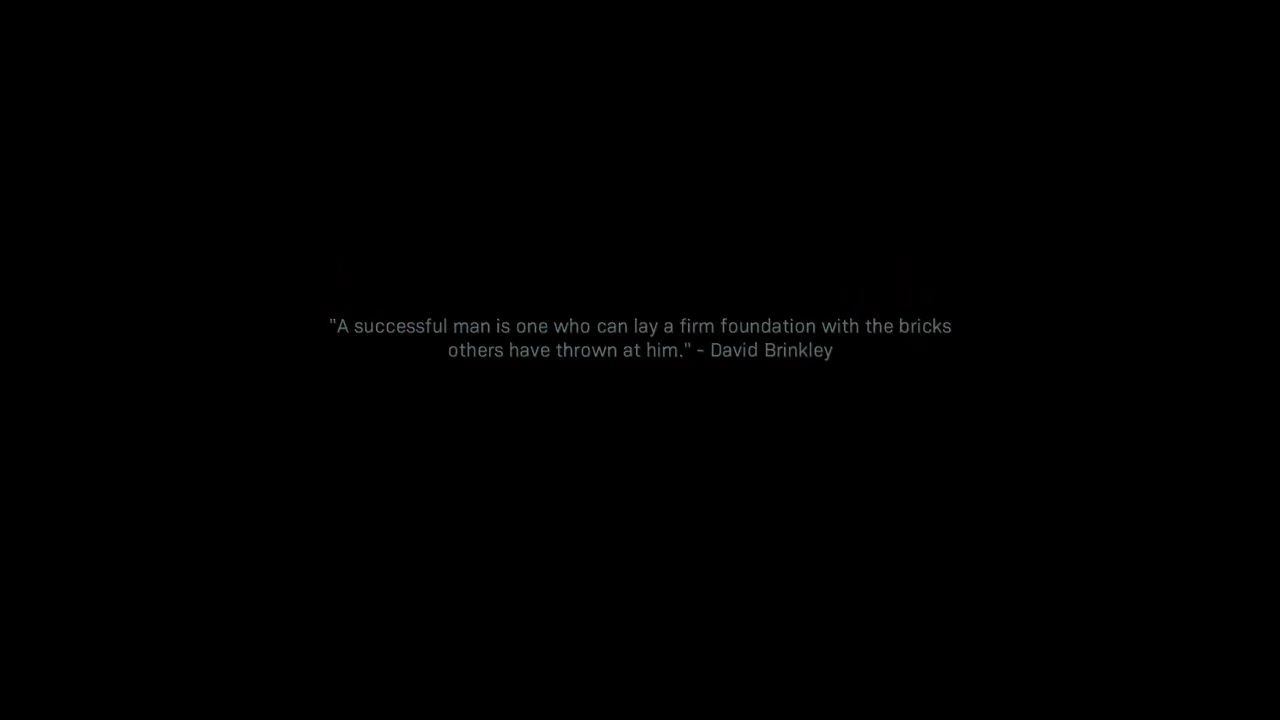 "A successful man is one who can lay a firm foundation with the bricks
others have thrown at him." - David Brinkley